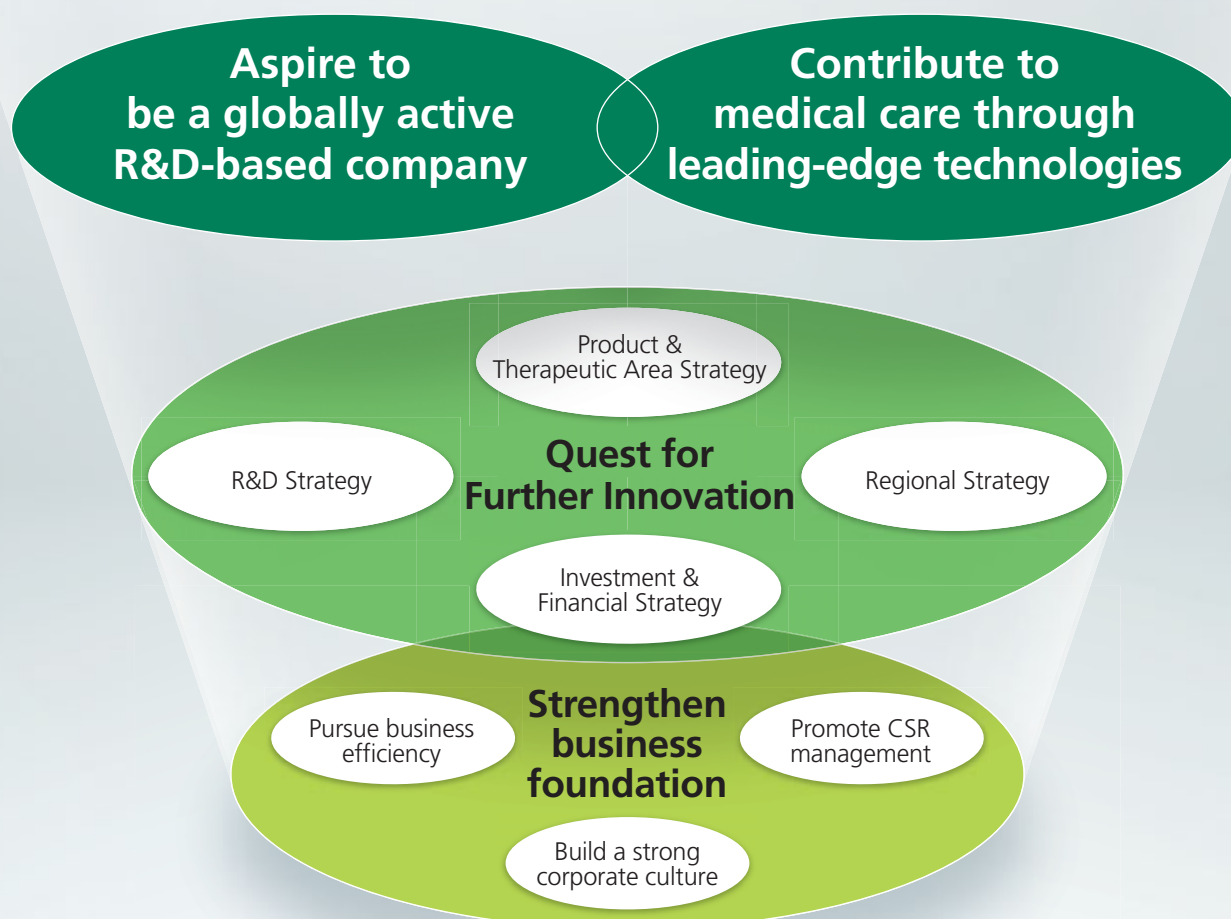 Aspire to
be a globally active
R&D-based company
Contribute to
medical care through
leading-edge technologies
Product &
Therapeutic Area Strategy
R&D Strategy
Quest for
Further Innovation
Regional Strategy
Investment &
Financial Strategy
Pursue business
efficiency
Strengthen
business
foundation
Promote CSR
management
Build a strong
corporate culture